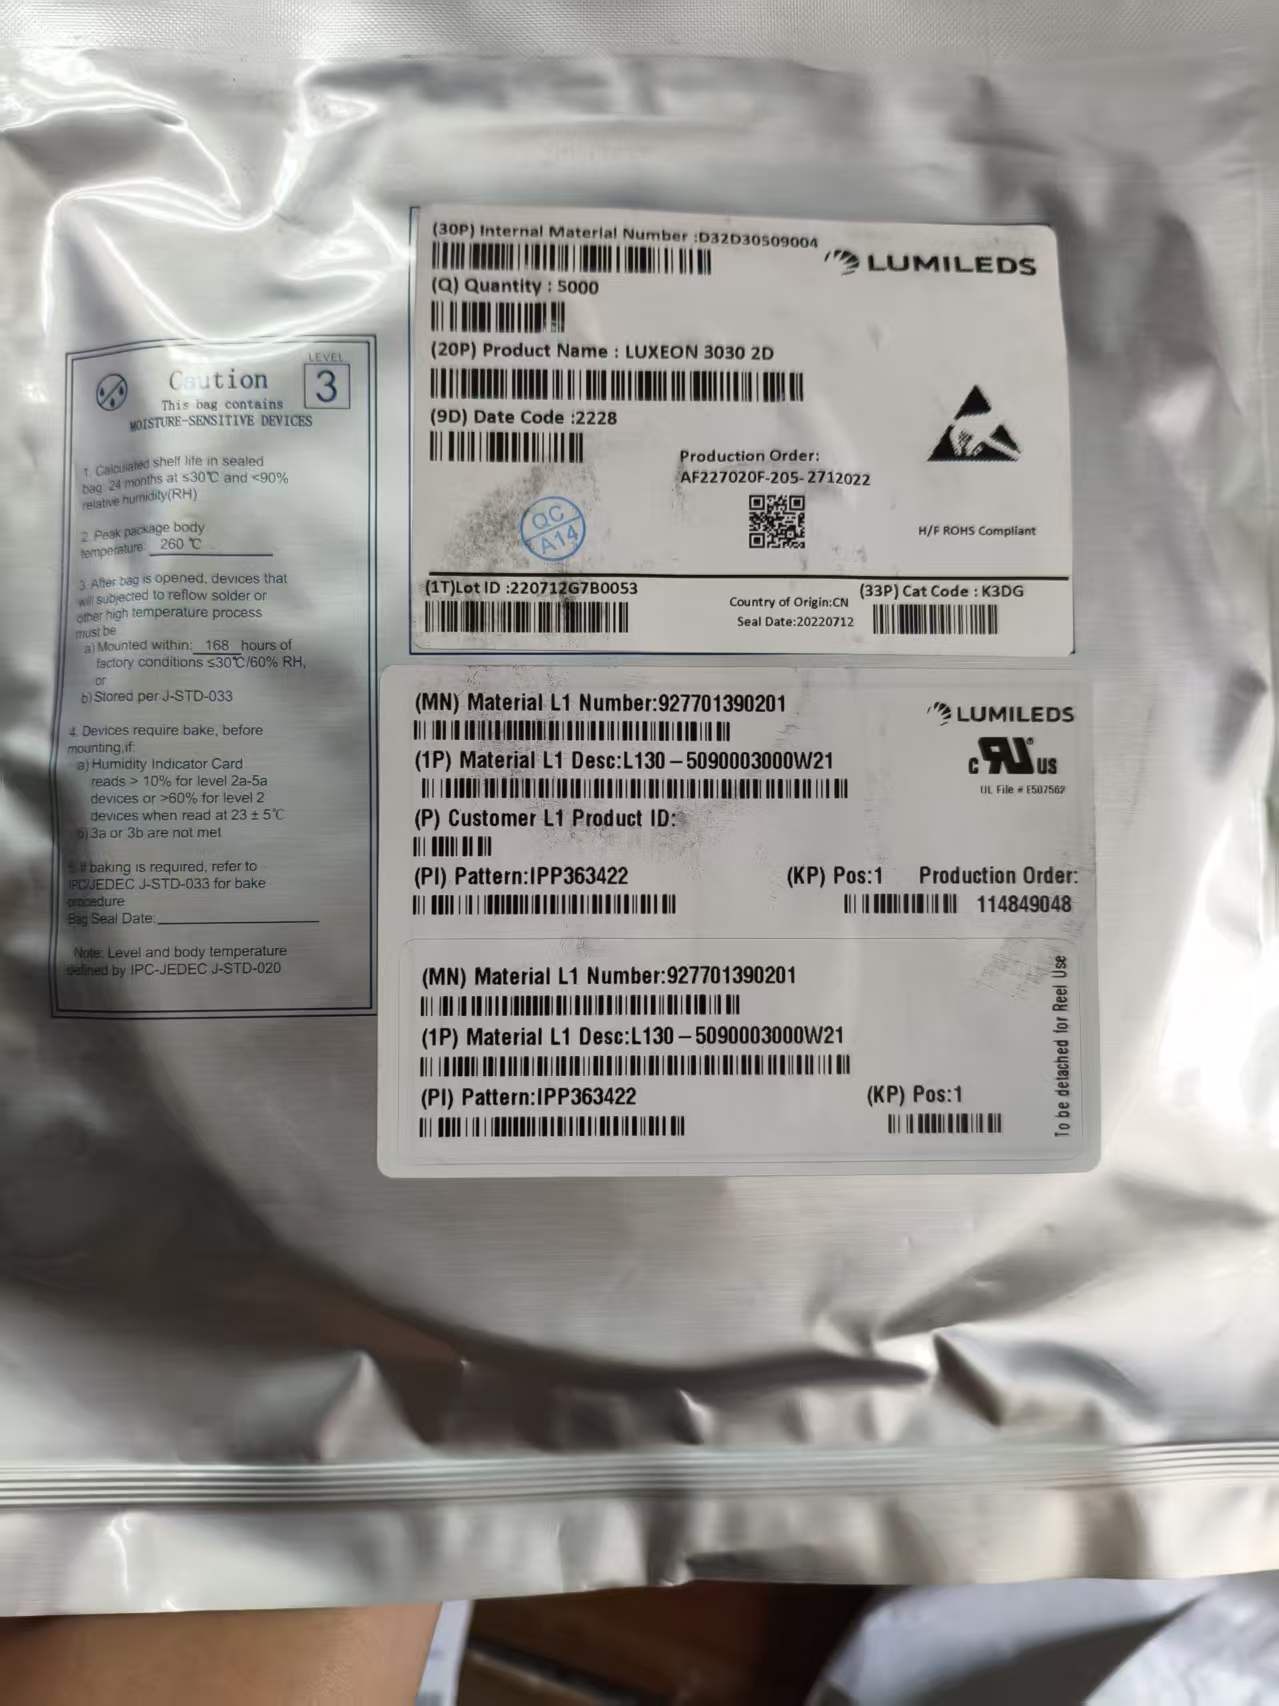 (30P) Internal Material Number :D32D30509004
LUMILEDS
(Q) Quantity : 5000
(20P) Product Name : LUXEON 3030 2D
(9D) Date Code :2228
Production Order:
AF227020F-205-2712022
QC
A14
H/F ROHS Compliant
(1T)Lot ID :220712G7B0053
Country of Origin:CN
Seal Date:20220712
(33P) Cat Code : K3DG
LEVEL
3
Caution
This bag contains
MOISTURE-SENSITIVE DEVICES
1. Calculated shelf life in sealed
bag: 24 months at ≤30℃ and <90%
relative humidity(RH)
2. Peak package body
temperature: 260 ℃
3. After bag is opened, devices that
will subjected to reflow solder or
other high temperature process
must be
a) Mounted within: 168 hours of
factory conditions ≤30℃/60% RH,
or
b) Stored per J-STD-033
4. Devices require bake, before
mounting,if:
a) Humidity Indicator Card
reads > 10% for level 2a-5a
devices or >60% for level 2
devices when read at 23 ± 5℃
b) 3a or 3b are not met
5. If baking is required, refer to
IPC/JEDEC J-STD-033 for bake
procedure
Bag Seal Date:
Note: Level and body temperature
defined by IPC-JEDEC J-STD-020
(MN) Material L1 Number:927701390201
LUMILEDS
(1P) Material L1 Desc:L130-5090003000W21
c RU® US
UL File # E507562
(P) Customer L1 Product ID:
(PI) Pattern:IPP363422
(KP) Pos:1
Production Order:
114849048
(MN) Material L1 Number:927701390201
(1P) Material L1 Desc:L130-5090003000W21
(PI) Pattern:IPP363422
(KP) Pos:1
To be detached for Reel Use